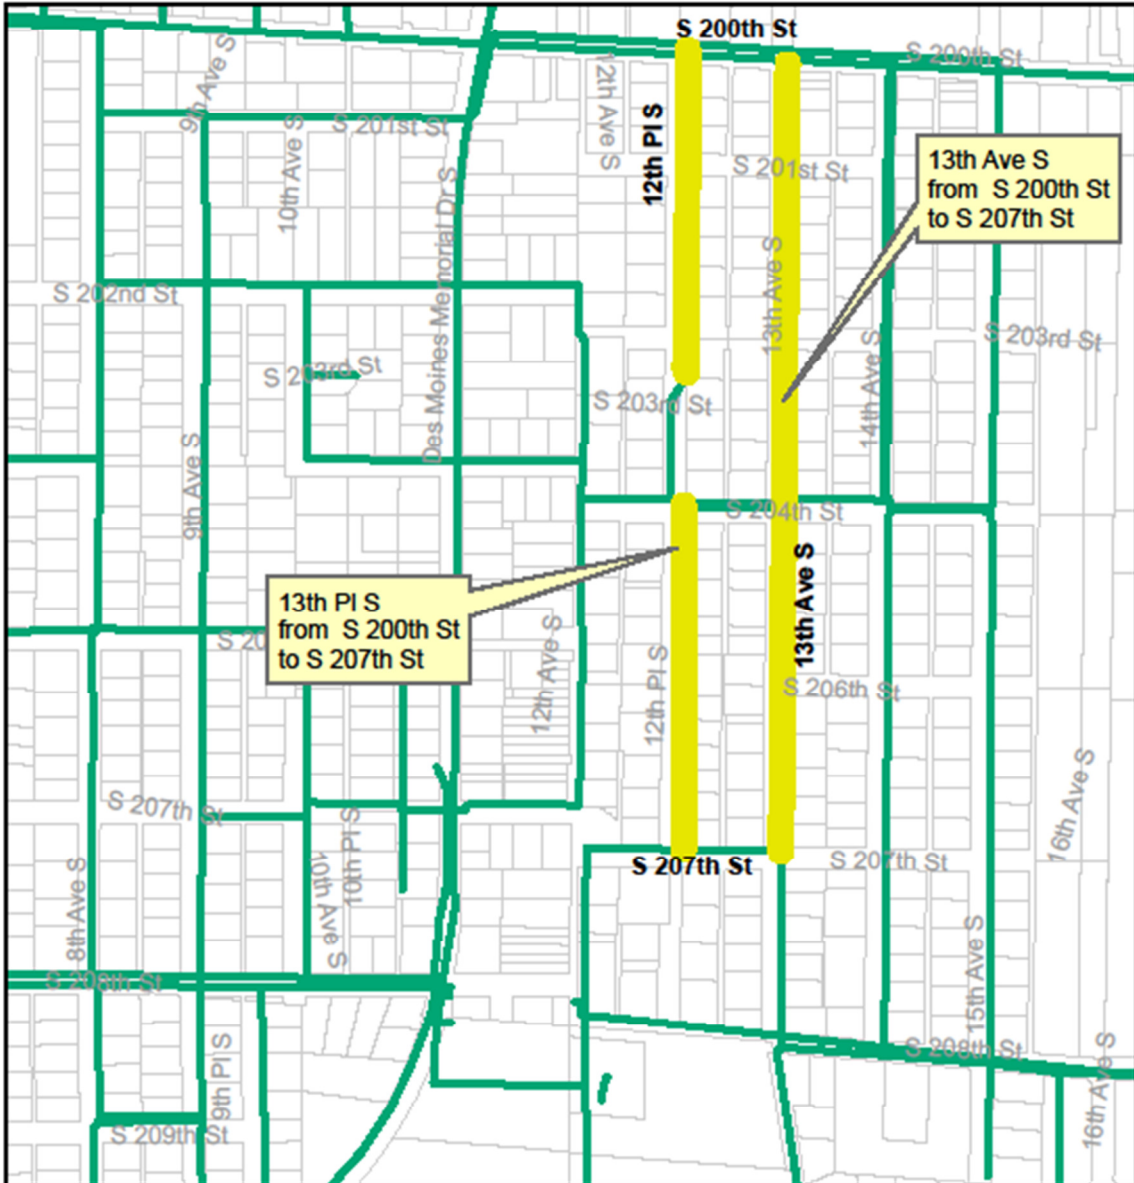 S 200th St
S 200th St
9th Ave S
12th Ave S
12th Pl S
S 201st St
10th Ave S
S 201st St
13th Ave S
from S 200th St
to S 207th St
Des Moines Memorial Dr S
13th Ave S
S 202nd St
S 203rd St
S 203rd St
S 203rd St
14th Ave S
9th Ave S
S 204th St
13th Pl S
from S 200th St
to S 207th St
S 20
13th Ave S
12th Ave S
12th Pl S
S 206th St
16th Ave S
S 207th St
10th Pl S
S 207th St
S 207th St
8th Ave S
10th Ave S
15th Ave S
S 208th St
S 208th St
9th Pl S
16th Ave S
S 209th St